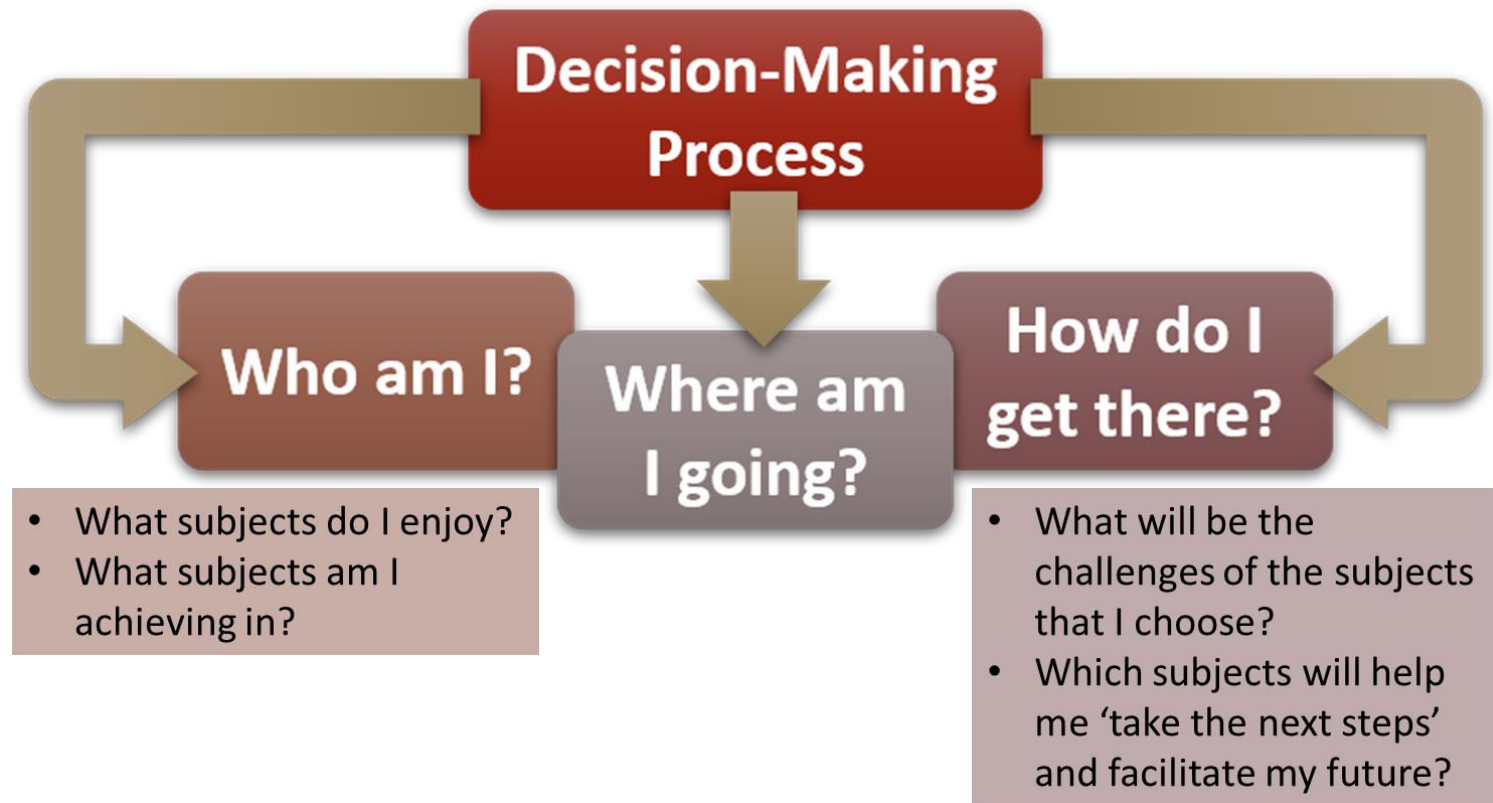 Decision-Making
Process
Who am I?
Where am
I going?
How do I
get there?
• What subjects do I enjoy?
• What subjects am I
achieving in?
• What will be the
challenges of the subjects
that I choose?
• Which subjects will help
me ‘take the next steps’
and facilitate my future?